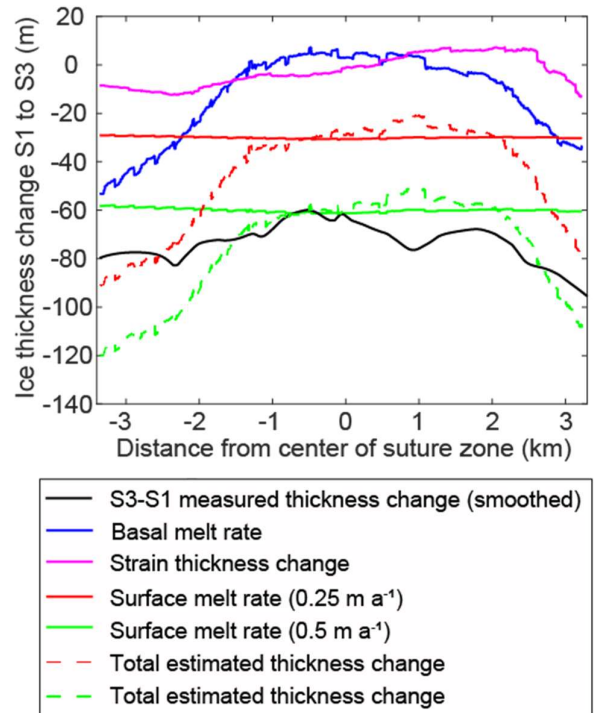 Ice thickness change S1 to S3 (m)
20
0
-20
-40
-60
-80
-100
-120
-140
-3 -2 -1 0 1 2 3
Distance from center of suture zone (km)
S3-S1 measured thickness change (smoothed)
Basal melt rate
Strain thickness change
Surface melt rate (0.25 m a⁻¹)
Surface melt rate (0.5 m a⁻¹)
Total estimated thickness change
Total estimated thickness change